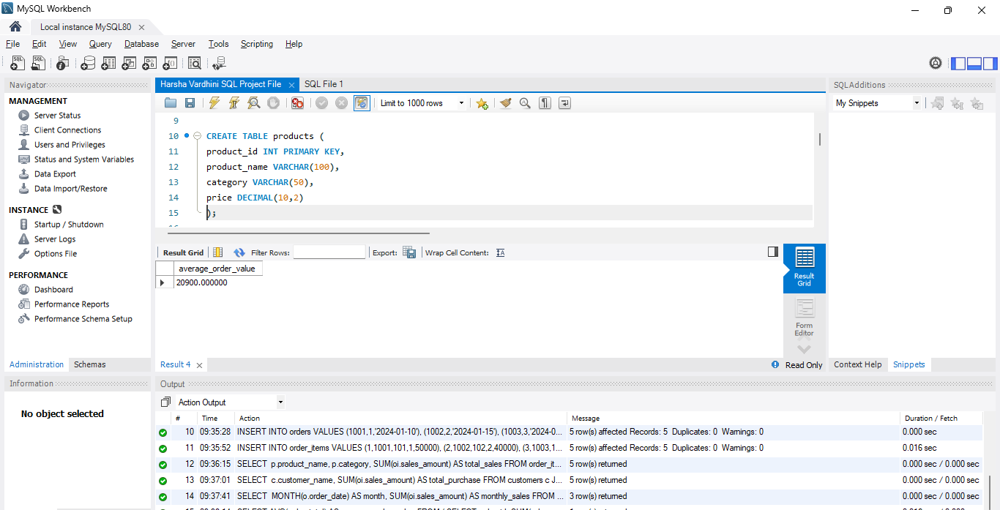 MySQL Workbench
Local instance MySQL80
File Edit View Query Database Server Tools Scripting Help
Navigator
MANAGEMENT
Server Status
Client Connections
Users and Privileges
Status and System Variables
Data Export
Data Import/Restore
INSTANCE
Startup / Shutdown
Server Logs
Options File
PERFORMANCE
Dashboard
Performance Reports
Performance Schema Setup
Administration Schemas
Information
No object selected
Harsha Vardhini SQL Project File SQL File 1
Limit to 1000 rows
9
10 CREATE TABLE products (
11 product_id INT PRIMARY KEY,
12 product_name VARCHAR(100),
13 category VARCHAR(50),
14 price DECIMAL(10,2)
15 );
Result Grid Filter Rows: Export: Wrap Cell Content:
average_order_value
20900.000000
Result Grid
Form Editor
Result 4
Read Only
SQLAdditions
My Snippets
Context Help Snippets
Output
Action Output
# Time Action Message Duration / Fetch
10 09:35:28 INSERT INTO orders VALUES (1001,1,'2024-01-10'), (1002,2,'2024-01-15'), (1003,3,'2024-0... 5 row(s) affected Records: 5 Duplicates: 0 Warnings: 0 0.000 sec
11 09:35:52 INSERT INTO order_items VALUES (1,1001,101,1,50000), (2,1002,102,2,40000), (3,1003,1... 5 row(s) affected Records: 5 Duplicates: 0 Warnings: 0 0.016 sec
12 09:36:15 SELECT p.product_name, p.category, SUM(oi.sales_amount) AS total_sales FROM order_it... 5 row(s) returned 0.000 sec / 0.000 sec
13 09:37:01 SELECT c.customer_name, SUM(oi.sales_amount) AS total_purchase FROM customers c J... 5 row(s) returned 0.000 sec / 0.000 sec
14 09:37:41 SELECT MONTH(o.order_date) AS month, SUM(oi.sales_amount) AS monthly_sales FROM ... 3 row(s) returned 0.000 sec / 0.000 sec